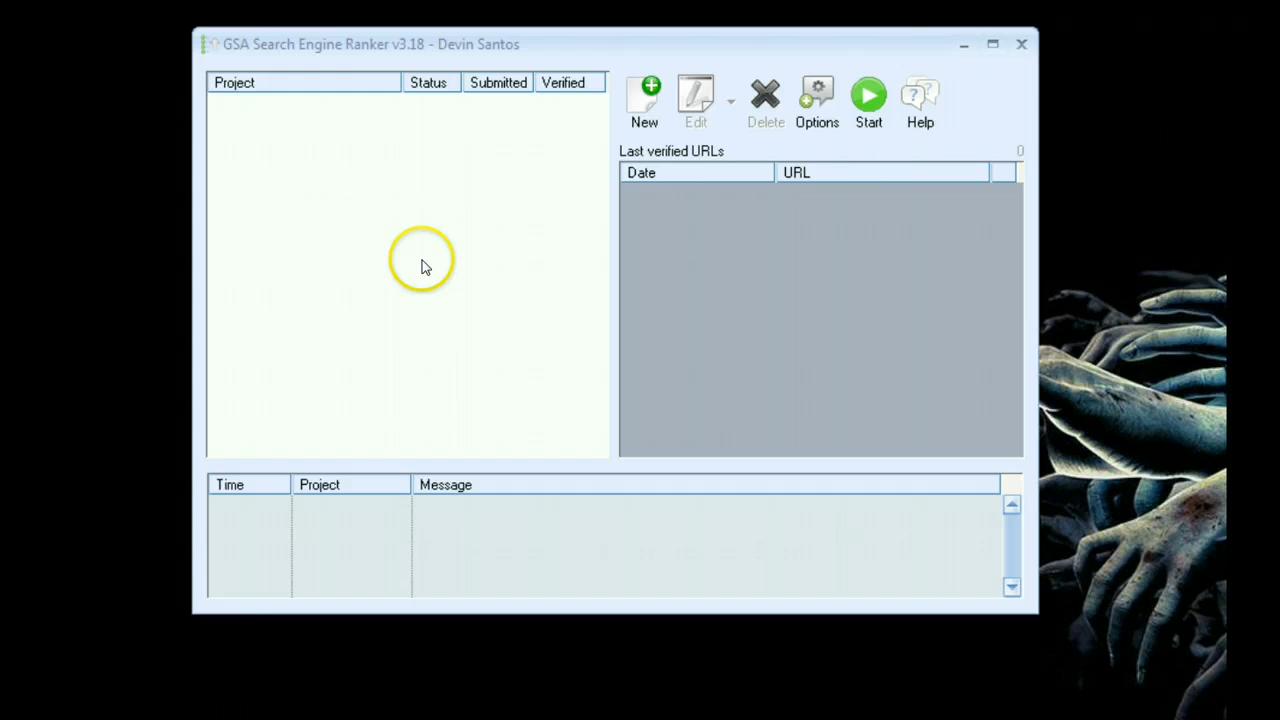 GSA Search Engine Ranker v3.18 - Devin Santos
Project Status Submitted Verified
New Edit Delete Options Start Help
Last verified URLs 0
Date URL
Time Project Message